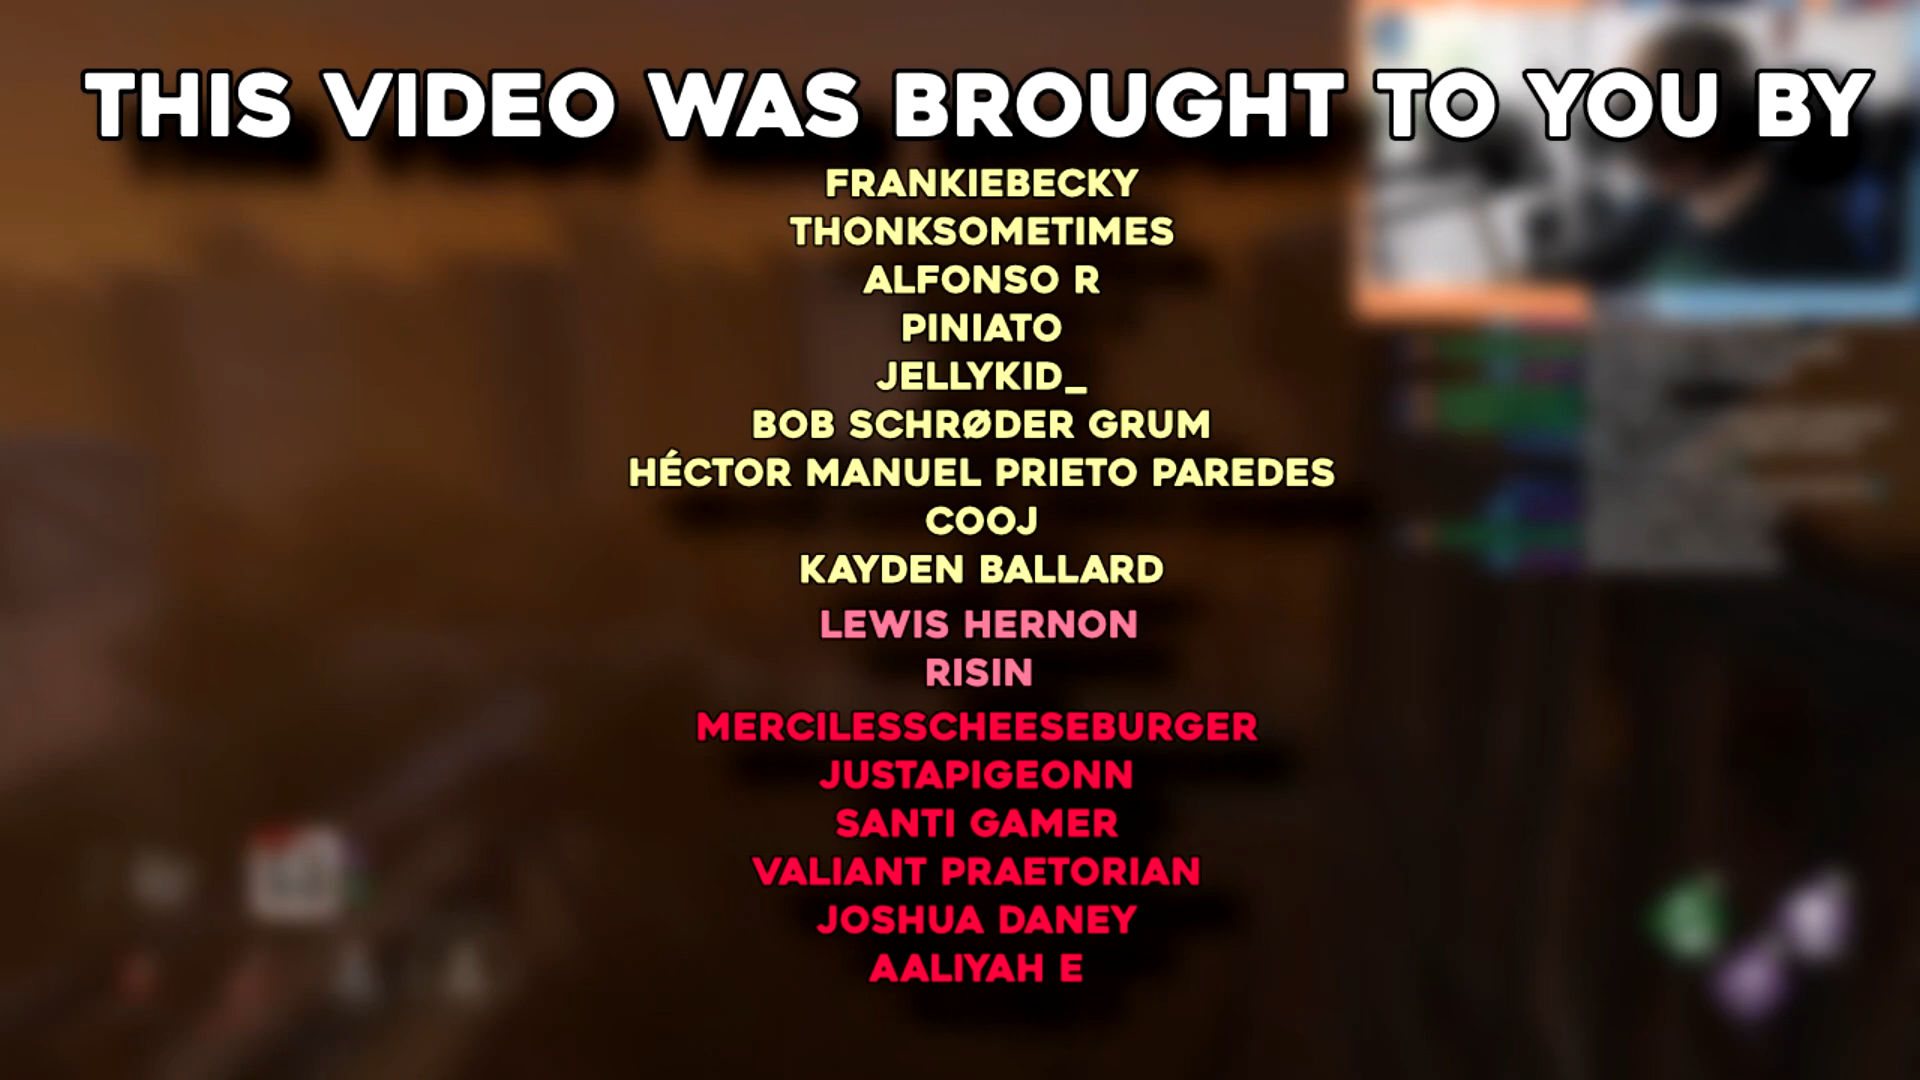 THIS VIDEO WAS BROUGHT TO YOU BY
FRANKIEBECKY
THONKSOMETIMES
ALFONSO R
PINIATO
JELLYKID_
BOB SCHRØDER GRUM
HÉCTOR MANUEL PRIETO PAREDES
COOJ
KAYDEN BALLARD
LEWIS HERNON
RISIN
MERCILESSCHEESEBURGER
JUSTAPIGEONN
SANTI GAMER
VALIANT PRAETORIAN
JOSHUA DANEY
AALIYAH E